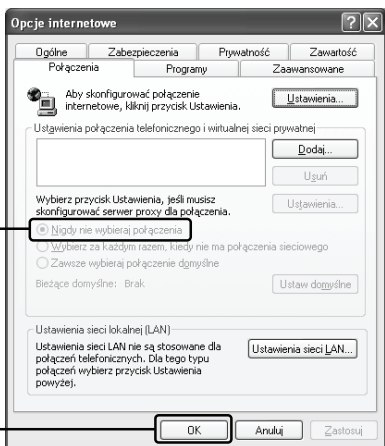 Opcje internetowe
Ogólne Zabezpieczenia Prywatność Zawartość
Połączenia Programy Zaawansowane
Aby skonfigurować połączenie Ustawienia...
internetowe, kliknij przycisk Ustawienia.
Ustawienia połączenia telefonicznego i wirtualnej sieci prywatnej
Dodaj...
Usuń
Wybierz przycisk Ustawienia, jeśli musisz Ustawienia...
skonfigurować serwer proxy dla połączenia.
Nigdy nie wybieraj połączenia
Wybierz za każdym razem, kiedy nie ma połączenia sieciowego
Zawsze wybieraj połączenie domyślne
Bieżące domyślne: Brak Ustaw domyślne
Ustawienia sieci lokalnej (LAN)
Ustawienia sieci LAN nie są stosowane dla Ustawienia sieci LAN...
połączeń telefonicznych. Dla tego typu
połączeń wybierz przycisk Ustawienia
powyżej.
OK Anuluj Zastosuj